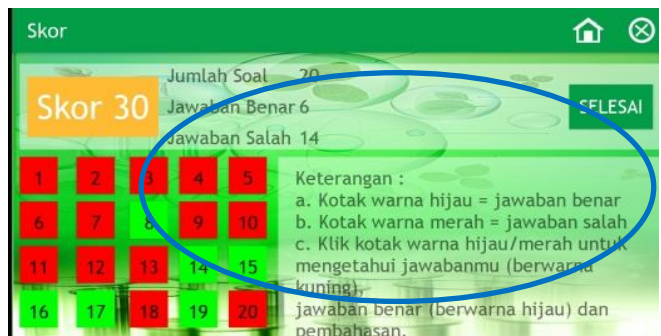 Skor
Skor 30
Jumlah Soal 20
Jawaban Benar 6
Jawaban Salah 14
SELESAI
1 2 3 4 5
6 7 8 9 10
11 12 13 14 15
16 17 18 19 20
Keterangan :
a. Kotak warna hijau = jawaban benar
b. Kotak warna merah = jawaban salah
c. Klik kotak warna hijau/merah untuk
mengetahui jawabanmu (berwarna
kuning),
jawaban benar (berwarna hijau) dan
pembahasan.